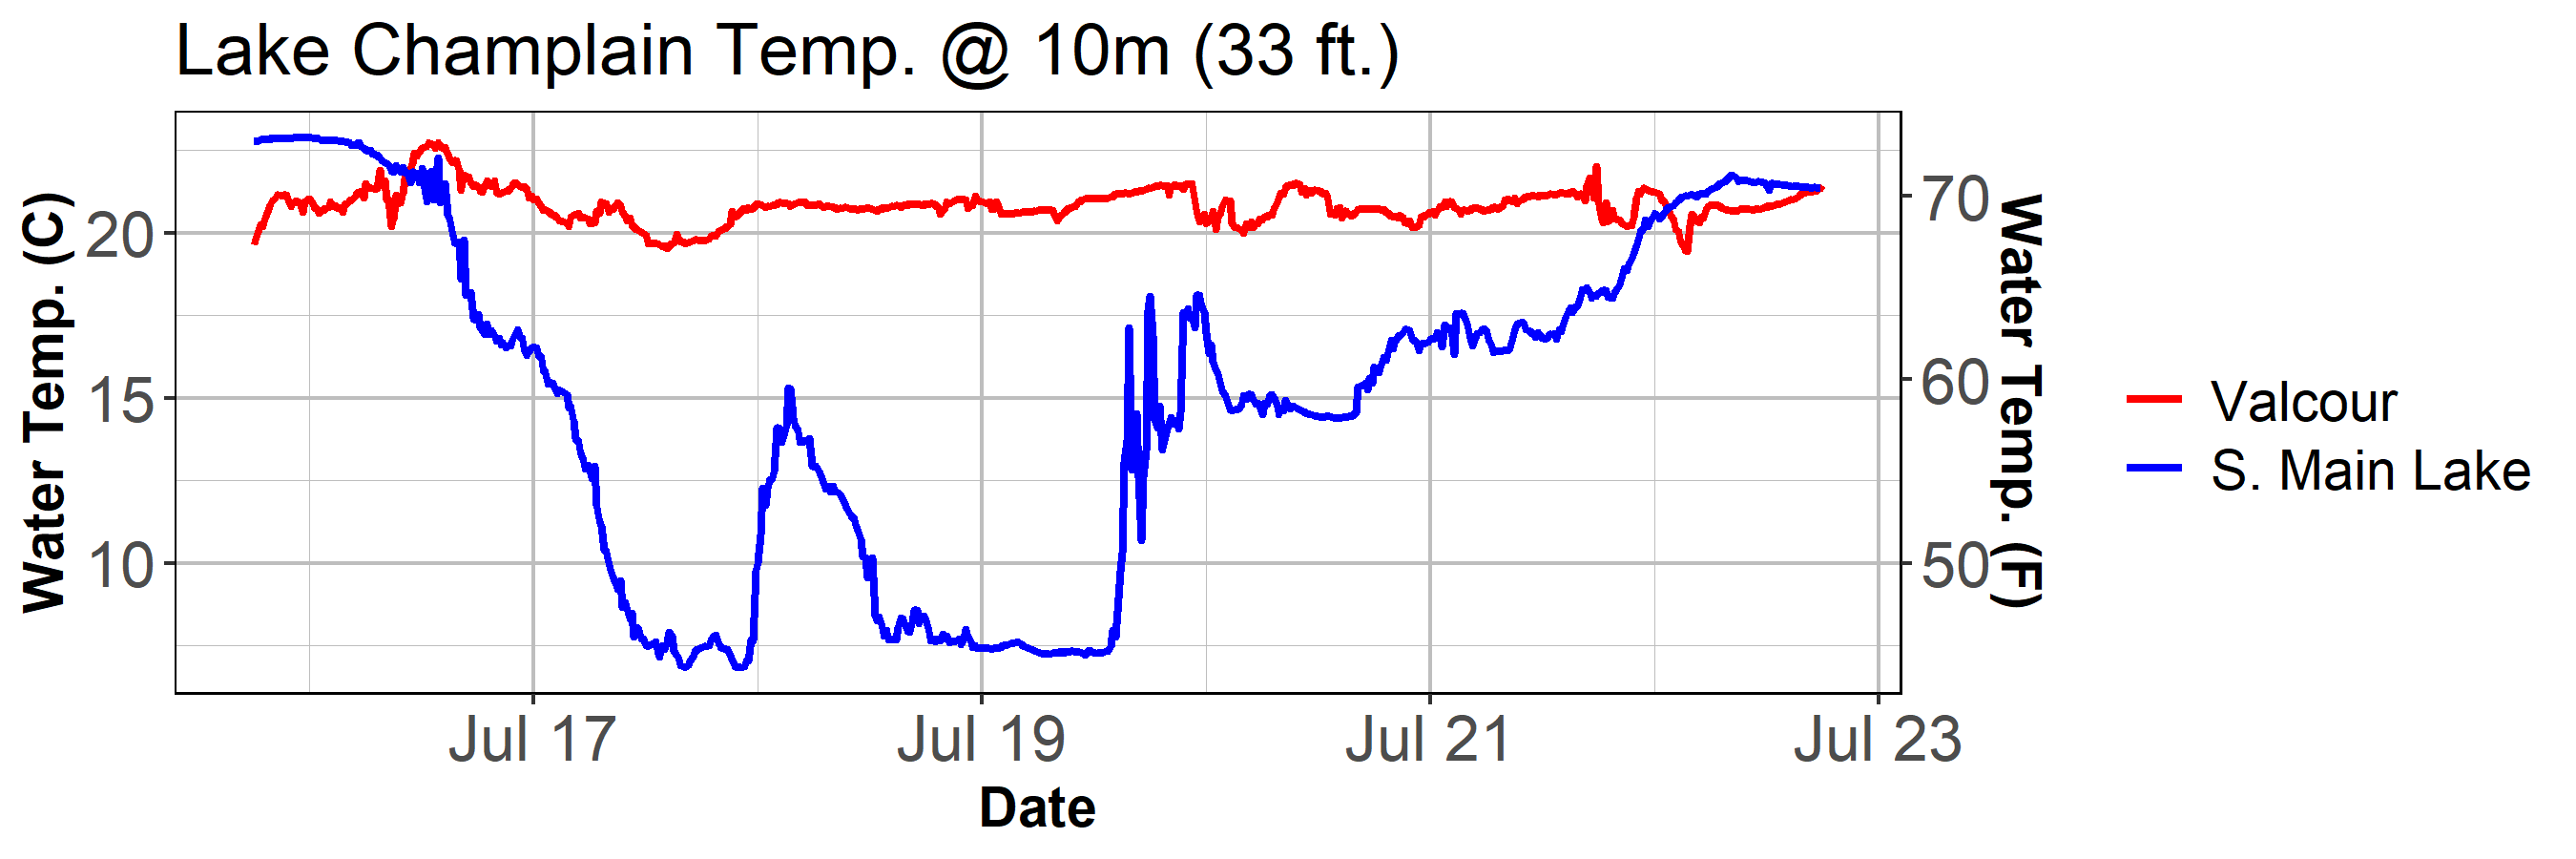 Lake Champlain Temp. @ 10m (33 ft.)
Water Temp. (C)
20
15
10
70
60
50
Water Temp. (F)
Jul 17
Jul 19
Jul 21
Jul 23
Date
Valcour
S. Main Lake